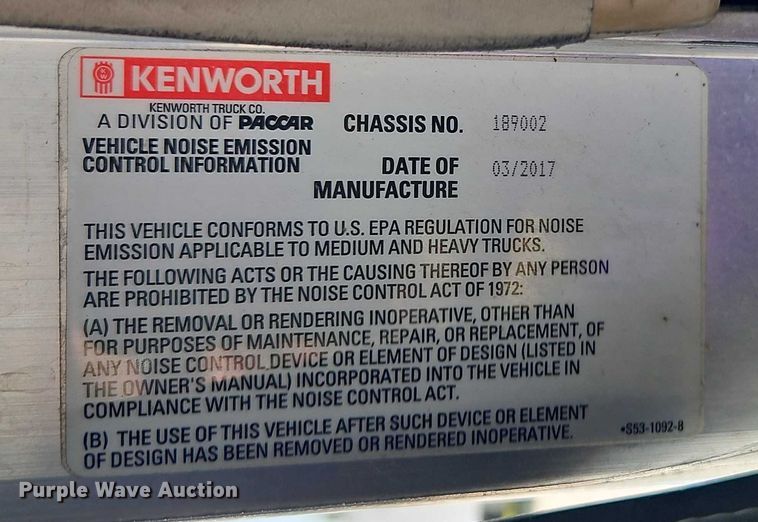 KENWORTH
KENWORTH TRUCK CO.
A DIVISION OF PACCAR
CHASSIS NO. 189002
VEHICLE NOISE EMISSION
CONTROL INFORMATION
DATE OF
MANUFACTURE
03/2017
THIS VEHICLE CONFORMS TO U.S. EPA REGULATION FOR NOISE
EMISSION APPLICABLE TO MEDIUM AND HEAVY TRUCKS.
THE FOLLOWING ACTS OR THE CAUSING THEREOF BY ANY PERSON
ARE PROHIBITED BY THE NOISE CONTROL ACT OF 1972:
(A) THE REMOVAL OR RENDERING INOPERATIVE, OTHER THAN
FOR PURPOSES OF MAINTENANCE, REPAIR, OR REPLACEMENT, OF
ANY NOISE CONTROL DEVICE OR ELEMENT OF DESIGN (LISTED IN
THE OWNER'S MANUAL) INCORPORATED INTO THE VEHICLE IN
COMPLIANCE WITH THE NOISE CONTROL ACT.
(B) THE USE OF THIS VEHICLE AFTER SUCH DEVICE OR ELEMENT
OF DESIGN HAS BEEN REMOVED OR RENDERED INOPERATIVE.
•S53-1092-B
Purple Wave Auction